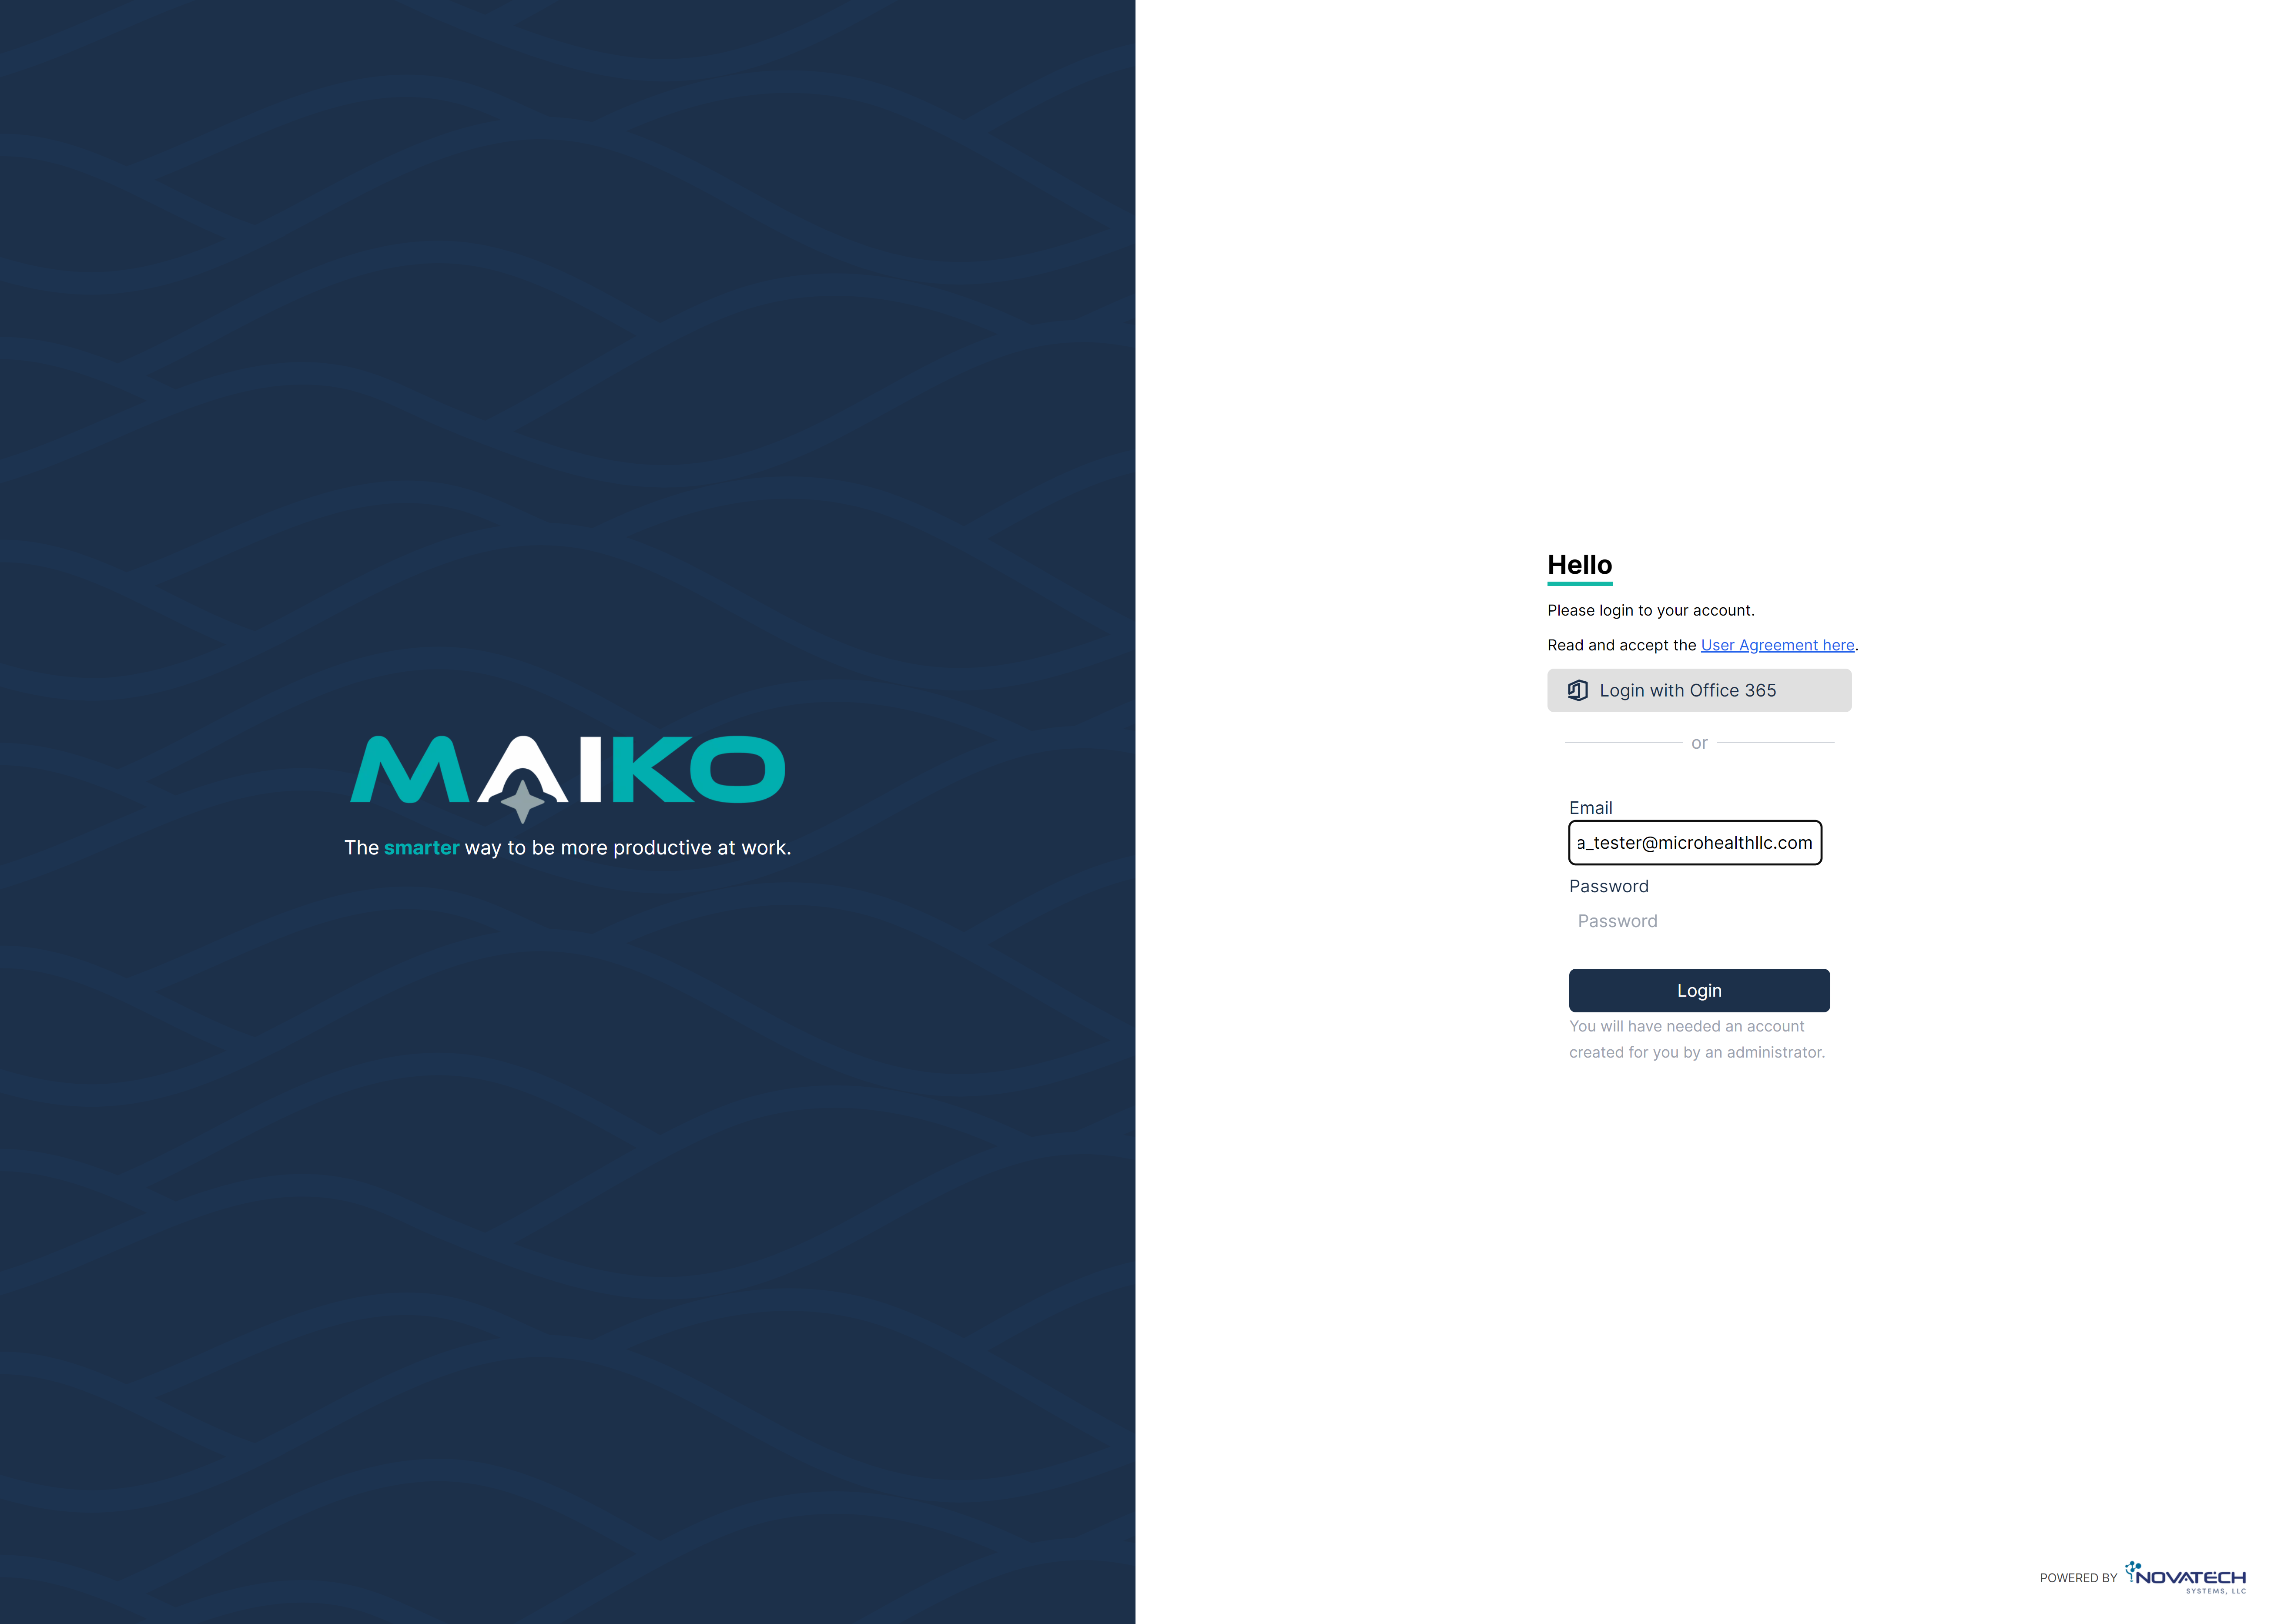 MAIKO
The smarter way to be more productive at work.
Hello
Please login to your account.
Read and accept the User Agreement here.
Login with Office 365
or
Email
a_tester@microhealthllc.com
Password
Password
Login
You will have needed an account
created for you by an administrator.
POWERED BY NOVATECH
SYSTEMS, LLC